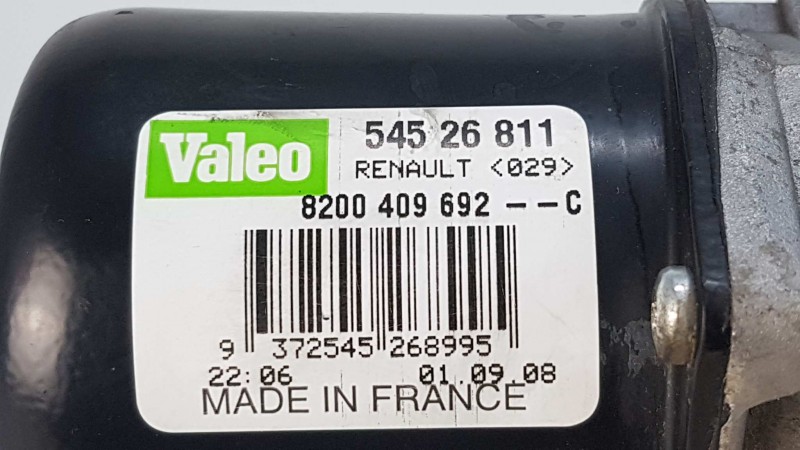 Valeo 545 26 811
RENAULT <029>
8200 409 692 -- C
9 372545 268995
22:06 01.09.08
MADE IN FRANCE